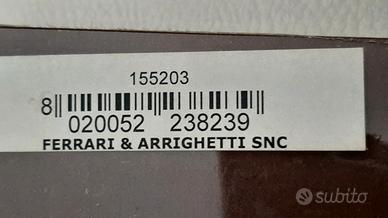 155203
8 020052 238239
FERRARI & ARRIGHETTI SNC
subito